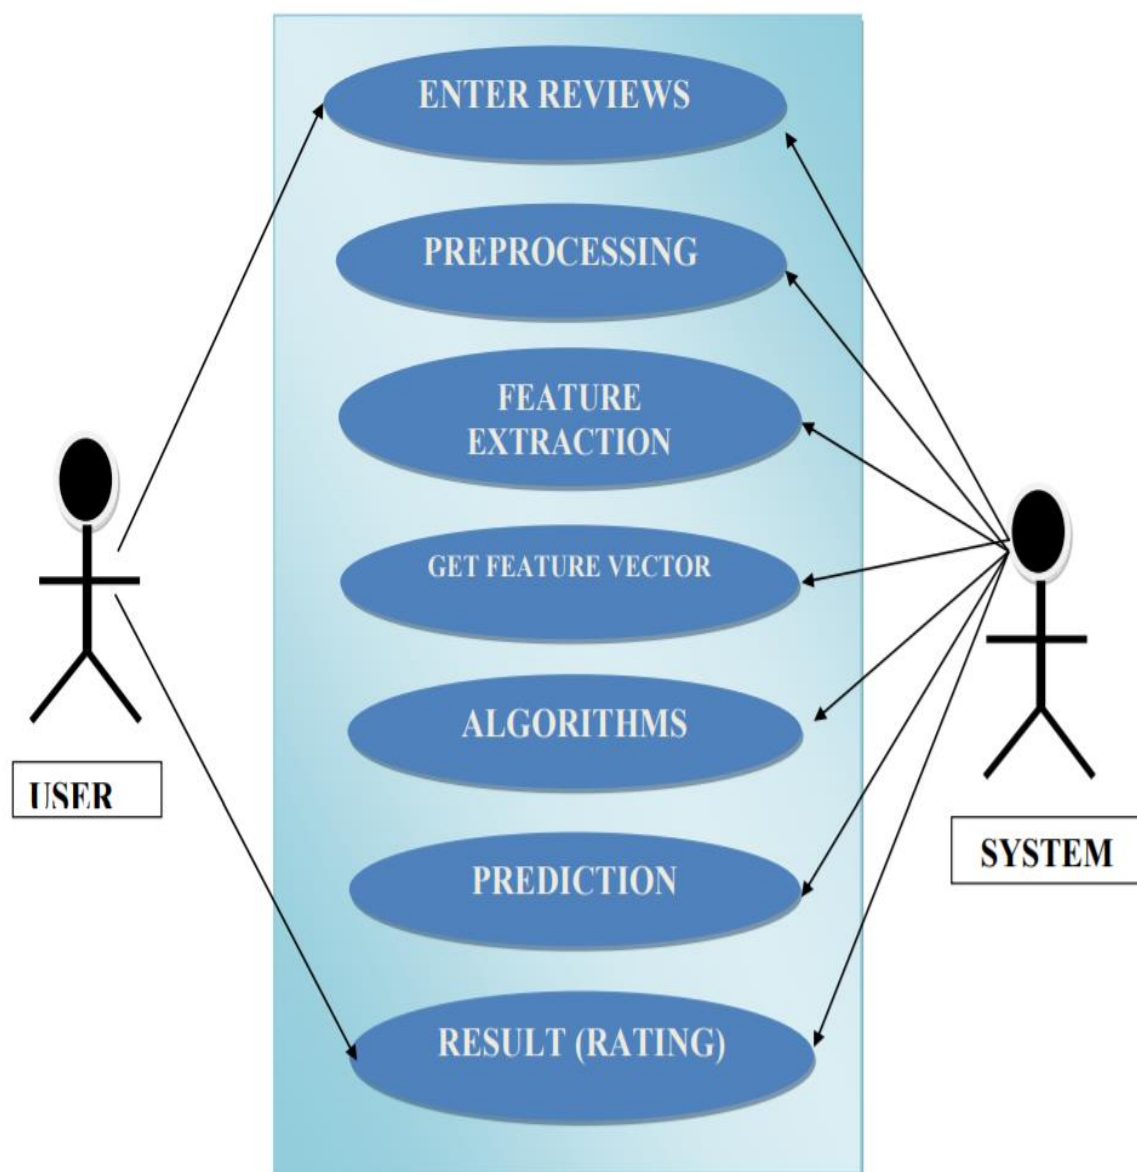 ENTER REVIEWS
PREPROCESSING
FEATURE
EXTRACTION
GET FEATURE VECTOR
ALGORITHMS
PREDICTION
RESULT (RATING)
USER
SYSTEM